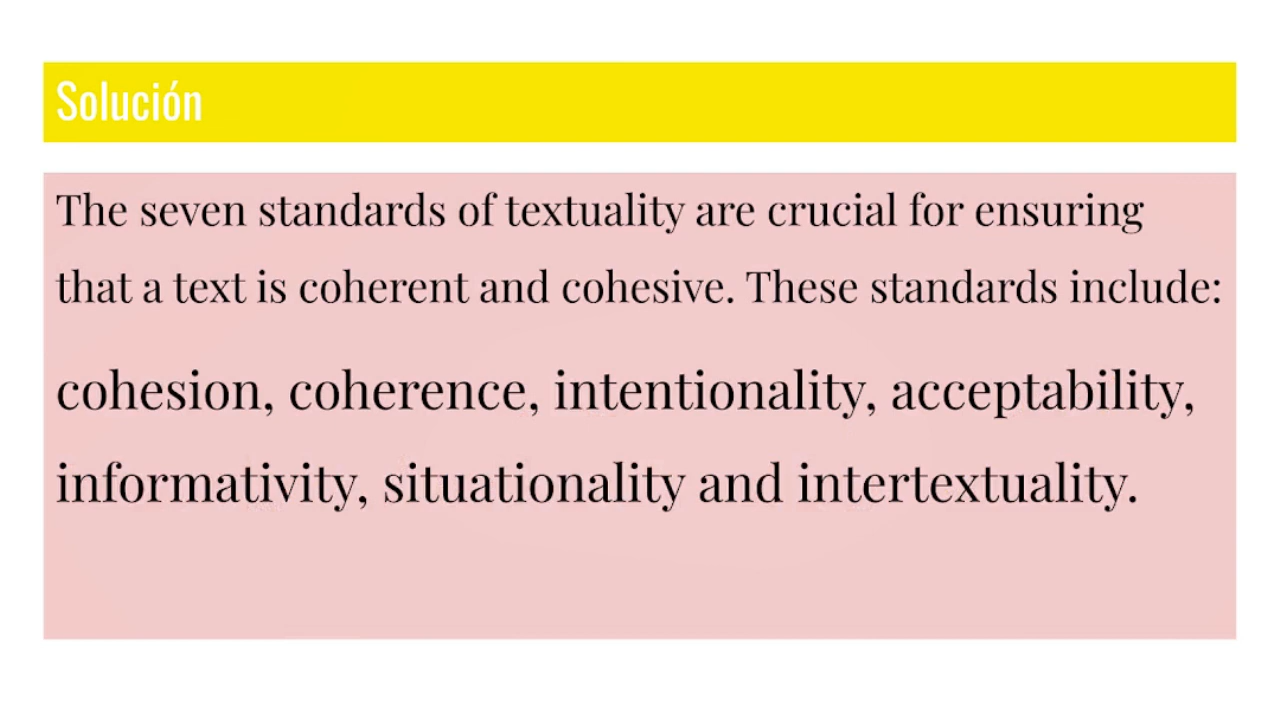 Solución
The seven standards of textuality are crucial for ensuring
that a text is coherent and cohesive. These standards include:
cohesion, coherence, intentionality, acceptability,
informativity, situationality and intertextuality.